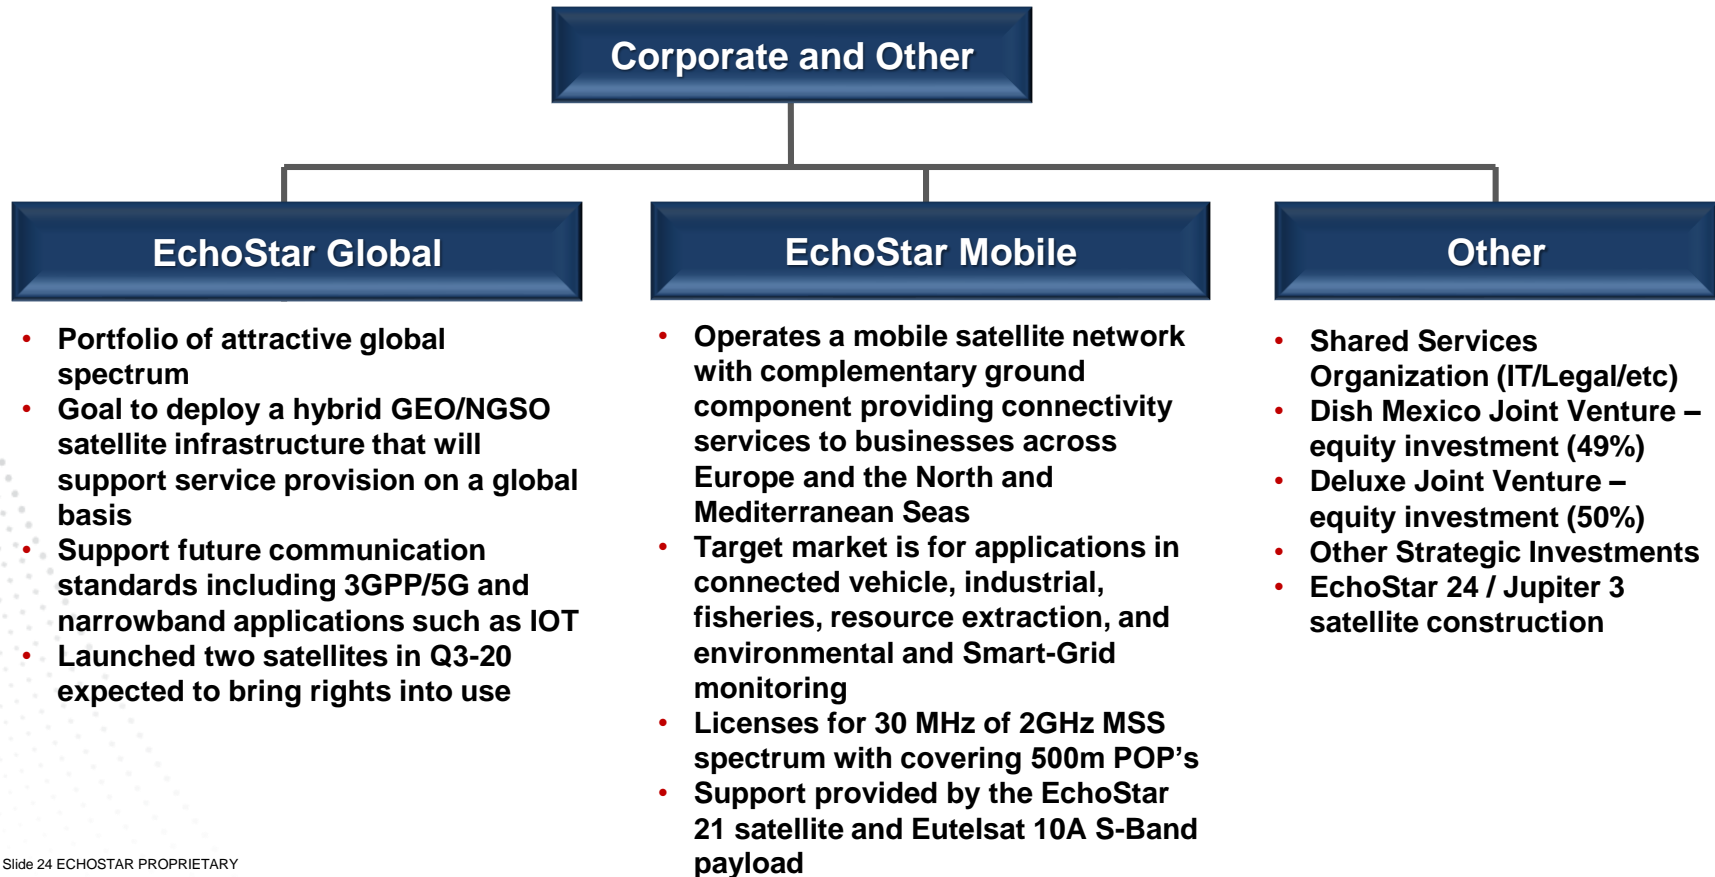 Corporate and Other
EchoStar Global
• Portfolio of attractive global
spectrum
• Goal to deploy a hybrid GEO/NGSO
satellite infrastructure that will
support service provision on a global
basis
• Support future communication
standards including 3GPP/5G and
narrowband applications such as IOT
• Launched two satellites in Q3-20
expected to bring rights into use
EchoStar Mobile
• Operates a mobile satellite network
with complementary ground
component providing connectivity
services to businesses across
Europe and the North and
Mediterranean Seas
• Target market is for applications in
connected vehicle, industrial,
fisheries, resource extraction, and
environmental and Smart-Grid
monitoring
• Licenses for 30 MHz of 2GHz MSS
spectrum with covering 500m POP’s
• Support provided by the EchoStar
21 satellite and Eutelsat 10A S-Band
payload
Other
• Shared Services
Organization (IT/Legal/etc)
• Dish Mexico Joint Venture –
equity investment (49%)
• Deluxe Joint Venture –
equity investment (50%)
• Other Strategic Investments
• EchoStar 24 / Jupiter 3
satellite construction
Slide 24 ECHOSTAR PROPRIETARY